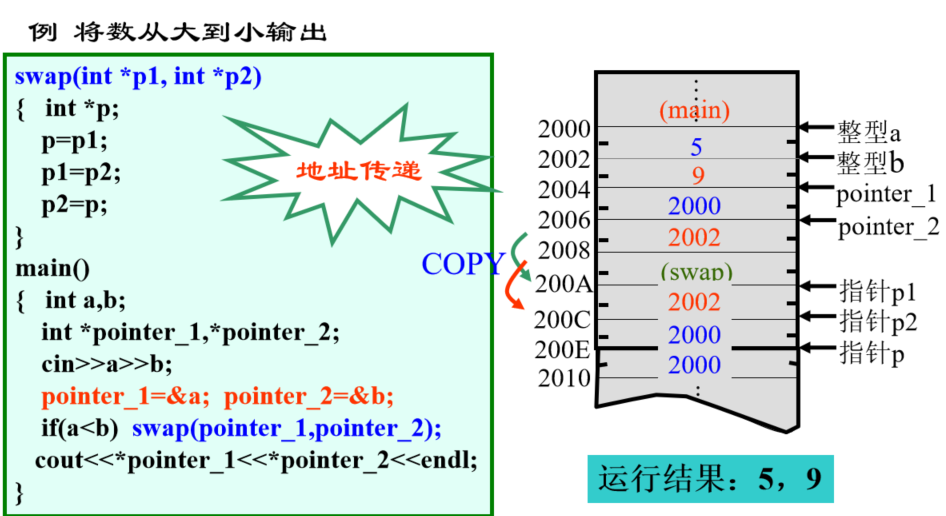 例 将数从大到小输出
swap(int *p1, int *p2)
{ int *p;
p=p1;
p1=p2;
p2=p;
}
main()
{ int a,b;
int *pointer_1,*pointer_2;
cin>>a>>b;
pointer_1=&a; pointer_2=&b;
if(a<b) swap(pointer_1,pointer_2);
cout<<*pointer_1<<*pointer_2<<endl;
}
地址传递
COPY
(main)
2000
5
整型a
2002
9
整型b
2004
2000
pointer_1
2006
2002
pointer_2
2008
(swap)
200A
2002
指针p1
200C
2000
指针p2
200E
2000
指针p
2010
运行结果：5，9